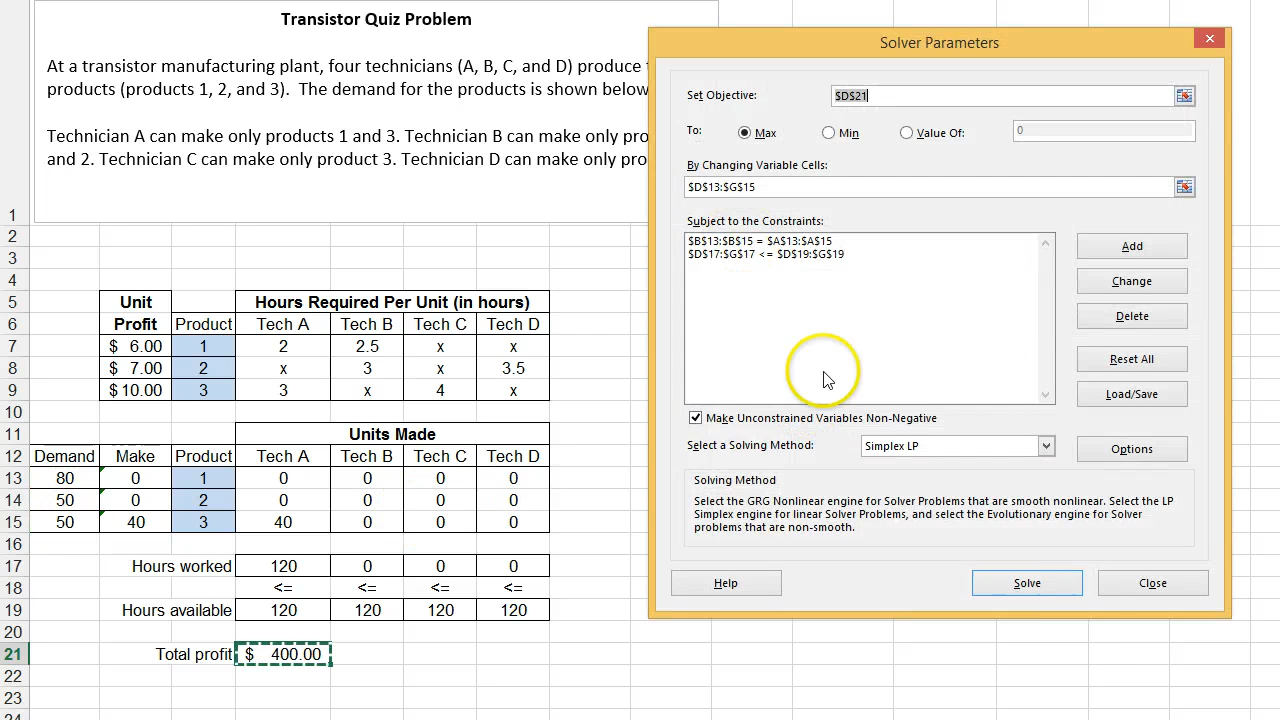 Transistor Quiz Problem
At a transistor manufacturing plant, four technicians (A, B, C, and D) produce
products (products 1, 2, and 3). The demand for the products is shown below
Technician A can make only products 1 and 3. Technician B can make only
and 2. Technician C can make only product 3. Technician D can make only
1
2
3
4
5 Unit Hours Required Per Unit (in hours)
6 Profit Product Tech A Tech B Tech C Tech D
7 $ 6.00 1 2 2.5 x x
8 $ 7.00 2 x 3 x 3.5
9 $ 10.00 3 3 x 4 x
10
11 Units Made
12 Demand Make Product Tech A Tech B Tech C Tech D
13 80 0 1 0 0 0 0
14 50 0 2 0 0 0 0
15 50 40 3 40 0 0 0
16
17 Hours worked 120 0 0 0
18 <= <= <= <=
19 Hours available 120 120 120 120
20
21 Total profit $ 400.00
22
23
24
Solver Parameters
Set Objective: $D$21
To: Max Min Value Of: 0
By Changing Variable Cells:
$D$13:$G$15
Subject to the Constraints:
$B$13:$B$15 = $A$13:$A$15
$D$17:$G$17 <= $D$19:$G$19
Add
Change
Delete
Reset All
Load/Save
Make Unconstrained Variables Non-Negative
Select a Solving Method: Simplex LP
Options
Solving Method
Select the GRG Nonlinear engine for Solver Problems that are smooth nonlinear. Select the LP
Simplex engine for linear Solver Problems, and select the Evolutionary engine for Solver
problems that are non-smooth.
Help
Solve
Close